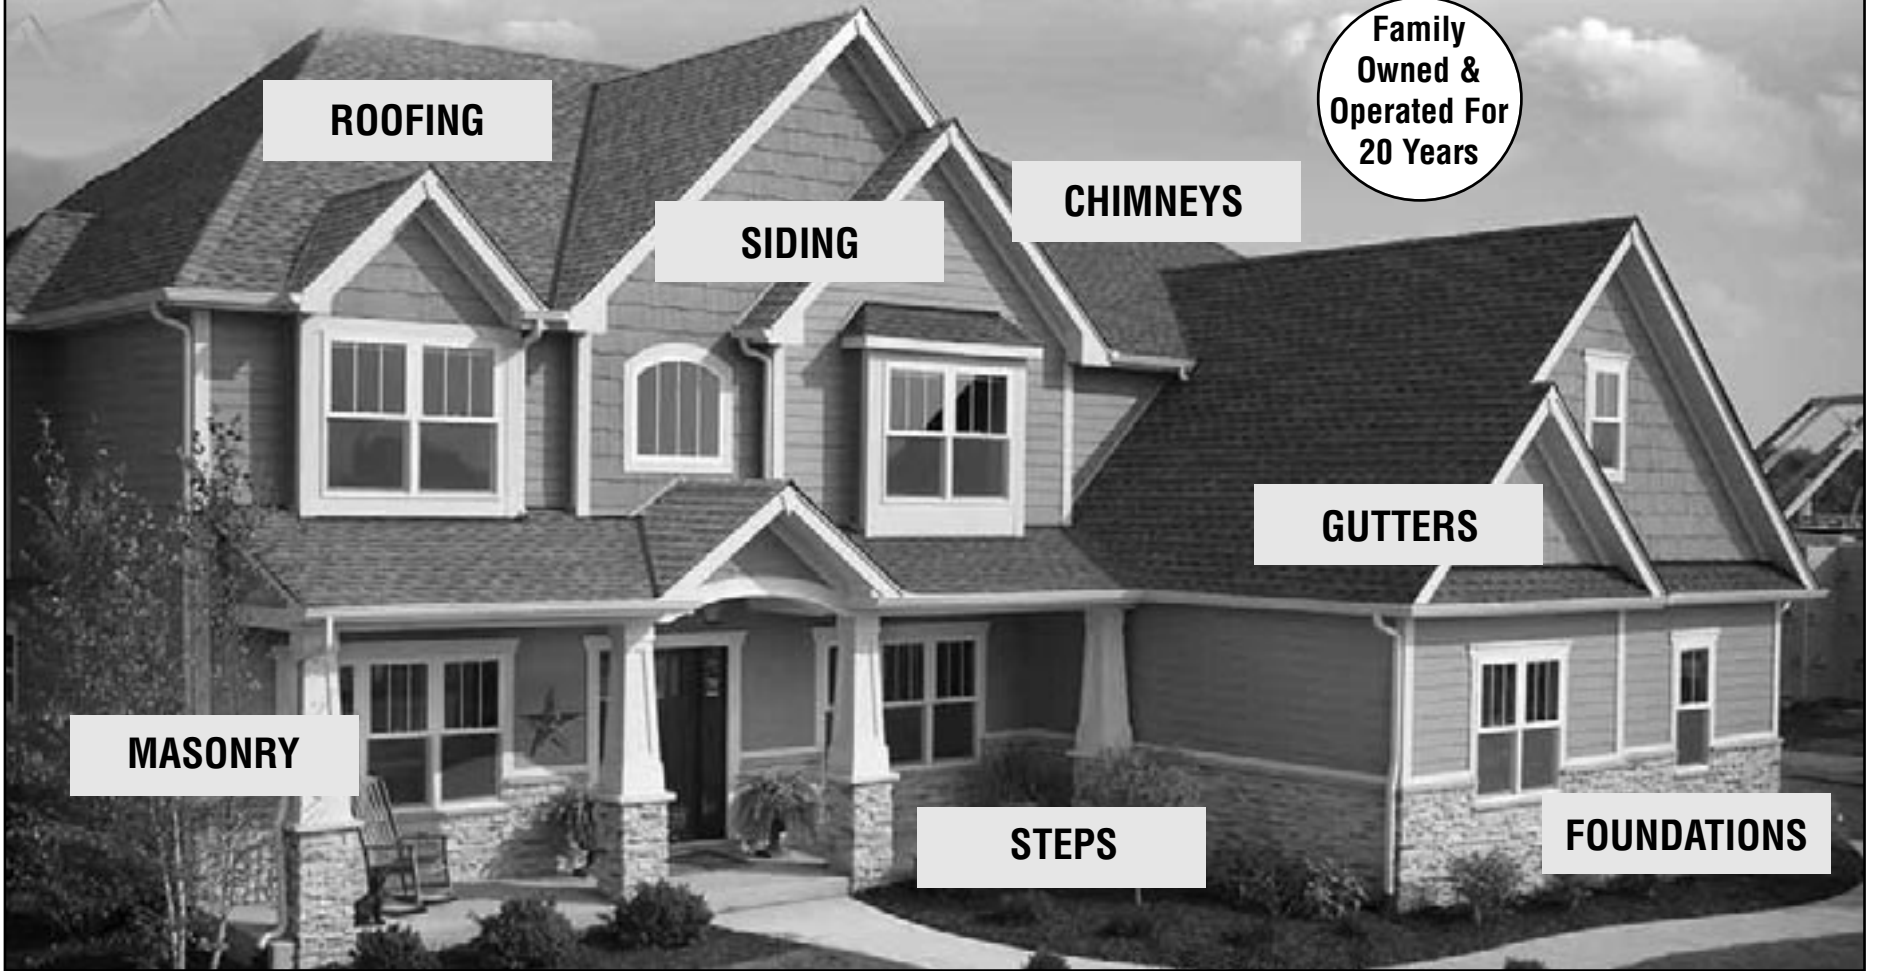 Family
Owned &
Operated For
20 Years
ROOFING
CHIMNEYS
SIDING
GUTTERS
MASONRY
STEPS
FOUNDATIONS